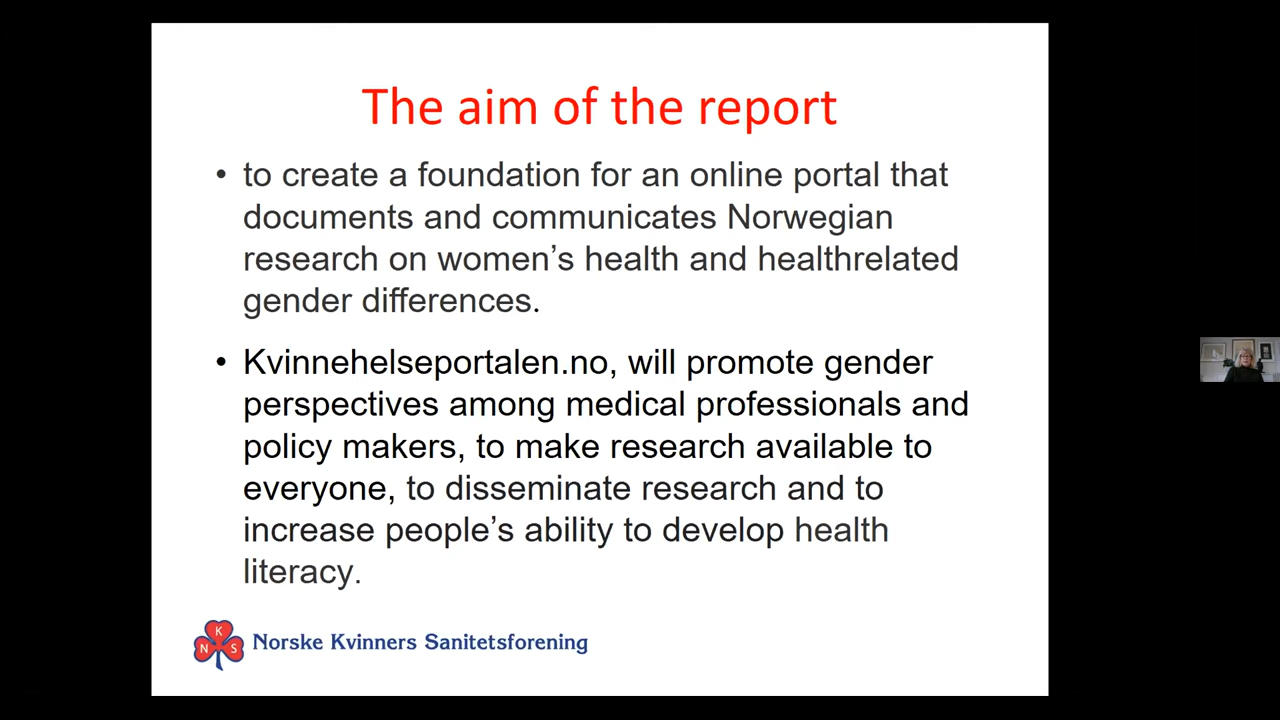 The aim of the report
• to create a foundation for an online portal that
documents and communicates Norwegian
research on women’s health and healthrelated
gender differences.
• Kvinnehelseportalen.no, will promote gender
perspectives among medical professionals and
policy makers, to make research available to
everyone, to disseminate research and to
increase people’s ability to develop health
literacy.
K
N S
Norske Kvinners Sanitetsforening